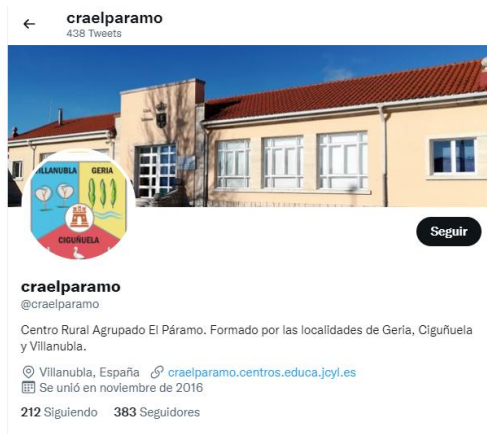 craelparamo
438 Tweets
VILLANUBLA GERIA
CIGUÑUELA
Seguir
craelparamo
@craelparamo
Centro Rural Agrupado El Páramo. Formado por las localidades de Geria, Ciguñuela
y Villanubla.
Villanubla, España craelparamo.centros.educa.jcyl.es
Se unió en noviembre de 2016
212 Siguiendo 383 Seguidores